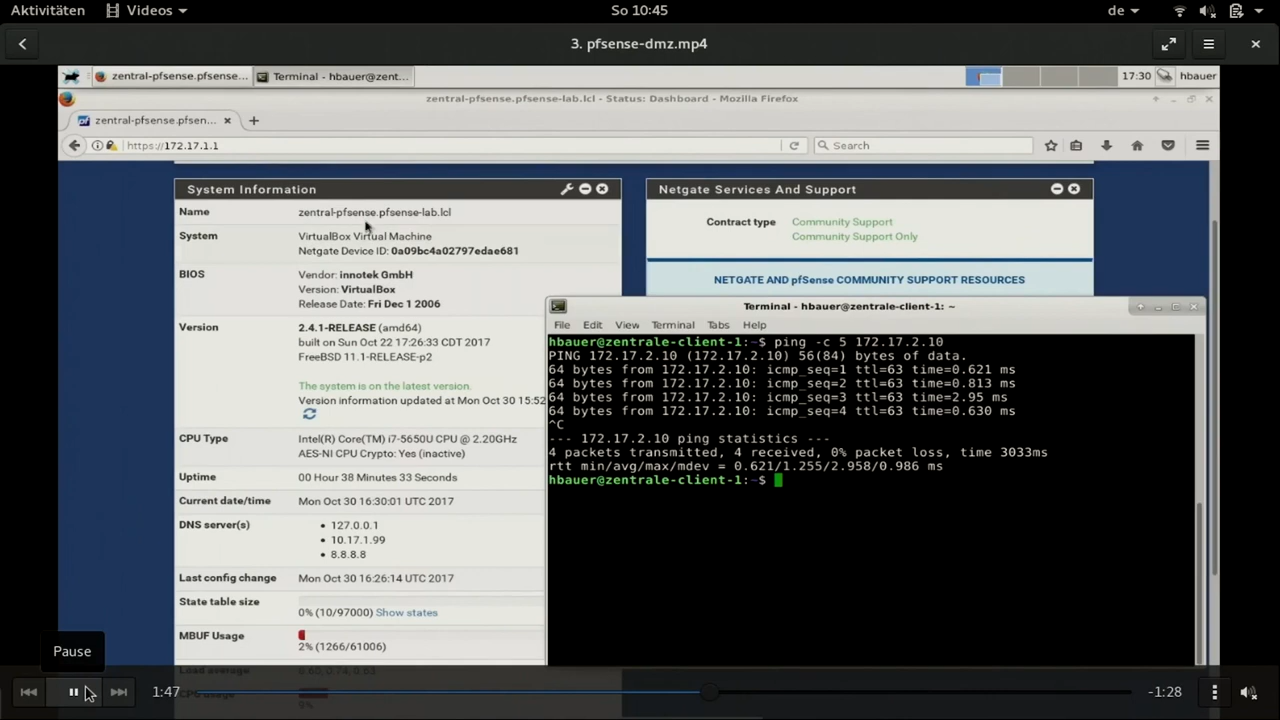 Aktivitäten
Videos
So 10:45
de
3. pfsense-dmz.mp4
zentral-pfsense.pfsense...
Terminal - hbauer@zent...
17:30
hbauer
zentral-pfsense.pfsense-lab.lcl - Status: Dashboard - Mozilla Firefox
zentral-pfsense.pfsen...
https://172.17.1.1
Search
System Information
Name zentral-pfsense.pfsense-lab.lcl
System VirtualBox Virtual Machine
Netgate Device ID: 0a09bc4a02797edae681
BIOS Vendor: innotek GmbH
Version: VirtualBox
Release Date: Fri Dec 1 2006
Version 2.4.1-RELEASE (amd64)
built on Sun Oct 22 17:26:33 CDT 2017
FreeBSD 11.1-RELEASE-p2
The system is on the latest version.
Version information updated at Mon Oct 30 15:52
CPU Type Intel(R) Core(TM) i7-5650U CPU @ 2.20GHz
AES-NI CPU Crypto: Yes (inactive)
Uptime 00 Hour 38 Minutes 33 Seconds
Current date/time Mon Oct 30 16:30:01 UTC 2017
DNS server(s) • 127.0.0.1
• 10.17.1.99
• 8.8.8.8
Last config change Mon Oct 30 16:26:14 UTC 2017
State table size 0% (10/97000) Show states
MBUF Usage
2% (1266/61006)
Load average
CPU usage
Netgate Services And Support
Contract type Community Support
Community Support Only
NETGATE AND pfSense COMMUNITY SUPPORT RESOURCES
Terminal - hbauer@zentrale-client-1: ~
File Edit View Terminal Tabs Help
hbauer@zentrale-client-1:~$ ping -c 5 172.17.2.10
PING 172.17.2.10 (172.17.2.10) 56(84) bytes of data.
64 bytes from 172.17.2.10: icmp_seq=1 ttl=63 time=0.621 ms
64 bytes from 172.17.2.10: icmp_seq=2 ttl=63 time=0.813 ms
64 bytes from 172.17.2.10: icmp_seq=3 ttl=63 time=2.95 ms
64 bytes from 172.17.2.10: icmp_seq=4 ttl=63 time=0.630 ms
^C
--- 172.17.2.10 ping statistics ---
4 packets transmitted, 4 received, 0% packet loss, time 3033ms
rtt min/avg/max/mdev = 0.621/1.255/2.958/0.986 ms
hbauer@zentrale-client-1:~$
Pause
1:47
-1:28